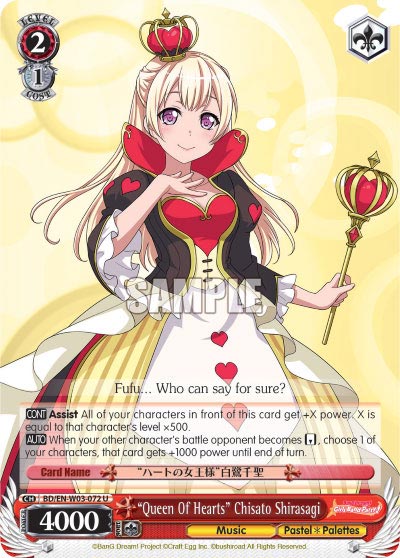 LEVEL
2
1
COST
SAMPLE
Fufu... Who can say for sure?
CONT Assist All of your characters in front of this card get +X power. X is
equal to that character's level ×500.
AUTO When your other character's battle opponent becomes [ ], choose 1 of
your characters, that card gets +1000 power until end of turn.
Card Name "ハートの女王様"白鷺千聖
CH BD/EN-W03-072 U
"Queen Of Hearts" Chisato Shirasagi
POWER 4000
Music Pastel＊Palettes
©BanG Dream! Project ©Craft Egg Inc. ©bushiroad All Rights Reserved.